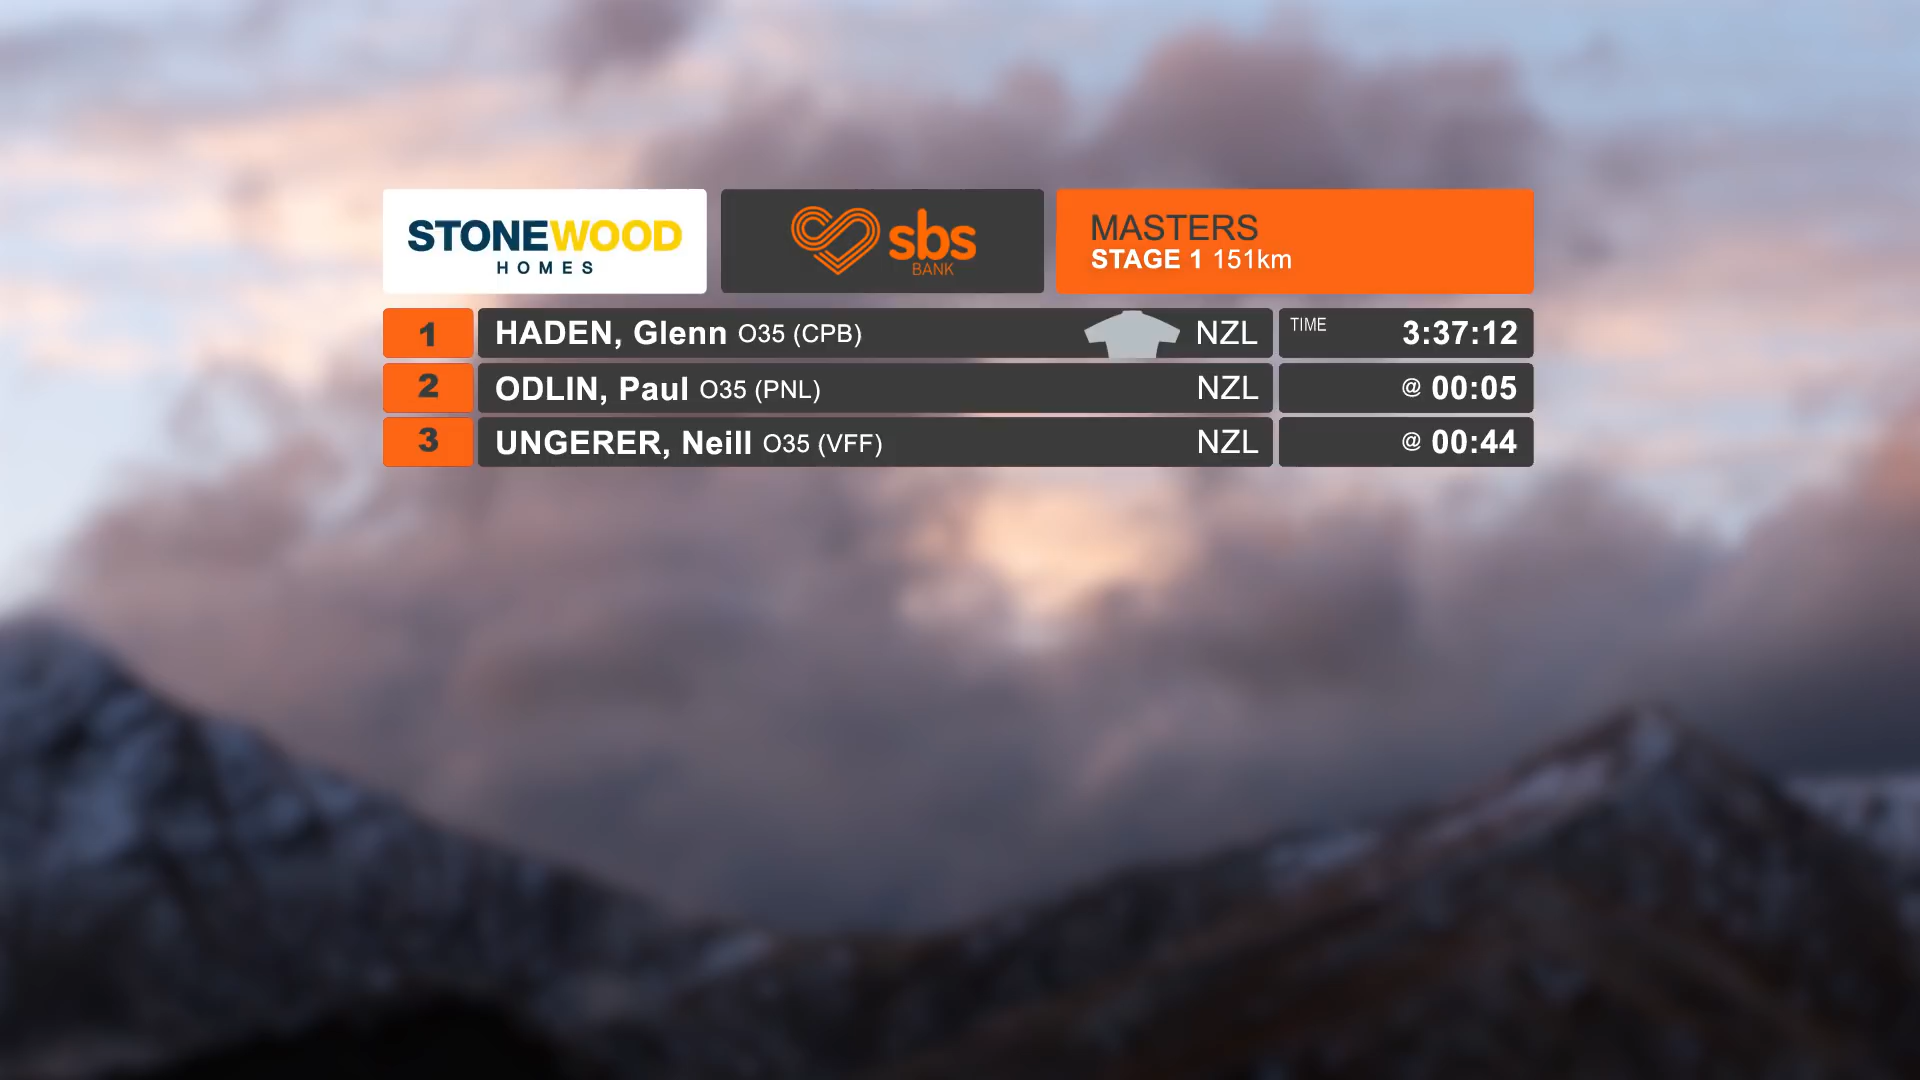 STONEWOOD
HOMES
sbs
BANK
MASTERS
STAGE 1 151km
1 HADEN, Glenn O35 (CPB) NZL TIME 3:37:12
2 ODLIN, Paul O35 (PNL) NZL @ 00:05
3 UNGERER, Neill O35 (VFF) NZL @ 00:44